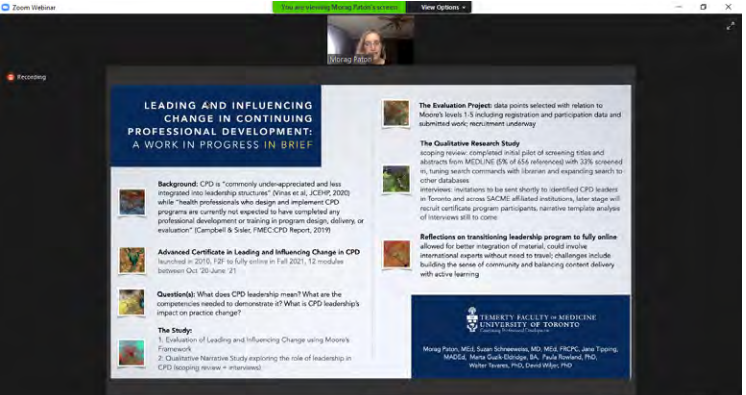 Zoom Webinar
You are viewing Morag Paton's screen
View Options
Morag Paton
Recording
LEADING AND INFLUENCING
CHANGE IN CONTINUING
PROFESSIONAL DEVELOPMENT:
A WORK IN PROGRESS IN BRIEF
Background: CPD is "commonly under-appreciated and less
integrated into leadership structures" (Vinas et al, JCEHP, 2020)
while "health professionals who design and implement CPD
programs are currently not expected to have completed any
professional development or training in program design, delivery, or
evaluation" (Campbell & Sisler, FMEC:CPD Report, 2019)
Advanced Certificate in Leading and Influencing Change in CPD
launched in 2010, F2F to fully online in Fall 2021, 12 modules
between Oct '20-June '21
Question(s): What does CPD leadership mean? What are the
competencies needed to demonstrate it? What is CPD leadership's
impact on practice change?
The Study:
1. Evaluation of Leading and Influencing Change using Moore's
Framework
2. Qualitative Narrative Study exploring the role of leadership in
CPD (scoping review + interviews)
The Evaluation Project: data points selected with relation to
Moore's levels 1-5 including registration and participation data and
submitted work; recruitment underway
The Qualitative Research Study
scoping review: completed initial pilot of screening titles and
abstracts from MEDLINE (5% of 656 references) with 33% screened
in, tuning search commands with librarian and expanding search to
other databases
interviews: invitations to be sent shortly to identified CPD leaders
in Toronto and across SACME affiliated institutions, later stage will
recruit certificate program participants, narrative template analysis
of interviews still to come
Reflections on transitioning leadership program to fully online
allowed for better integration of material, could involve
international experts without need to travel; challenges include
building the sense of community and balancing content delivery
with active learning
TEMERTY FACULTY OF MEDICINE
UNIVERSITY OF TORONTO
Continuing Professional Development
Morag Paton, MEd, Suzan Schneeweiss, MD, MEd, FRCPC, Jane Tipping,
MADEd, Marta Guzik-Eldridge, BA, Paula Rowland, PhD,
Walter Tavares, PhD, David Wiljer, PhD